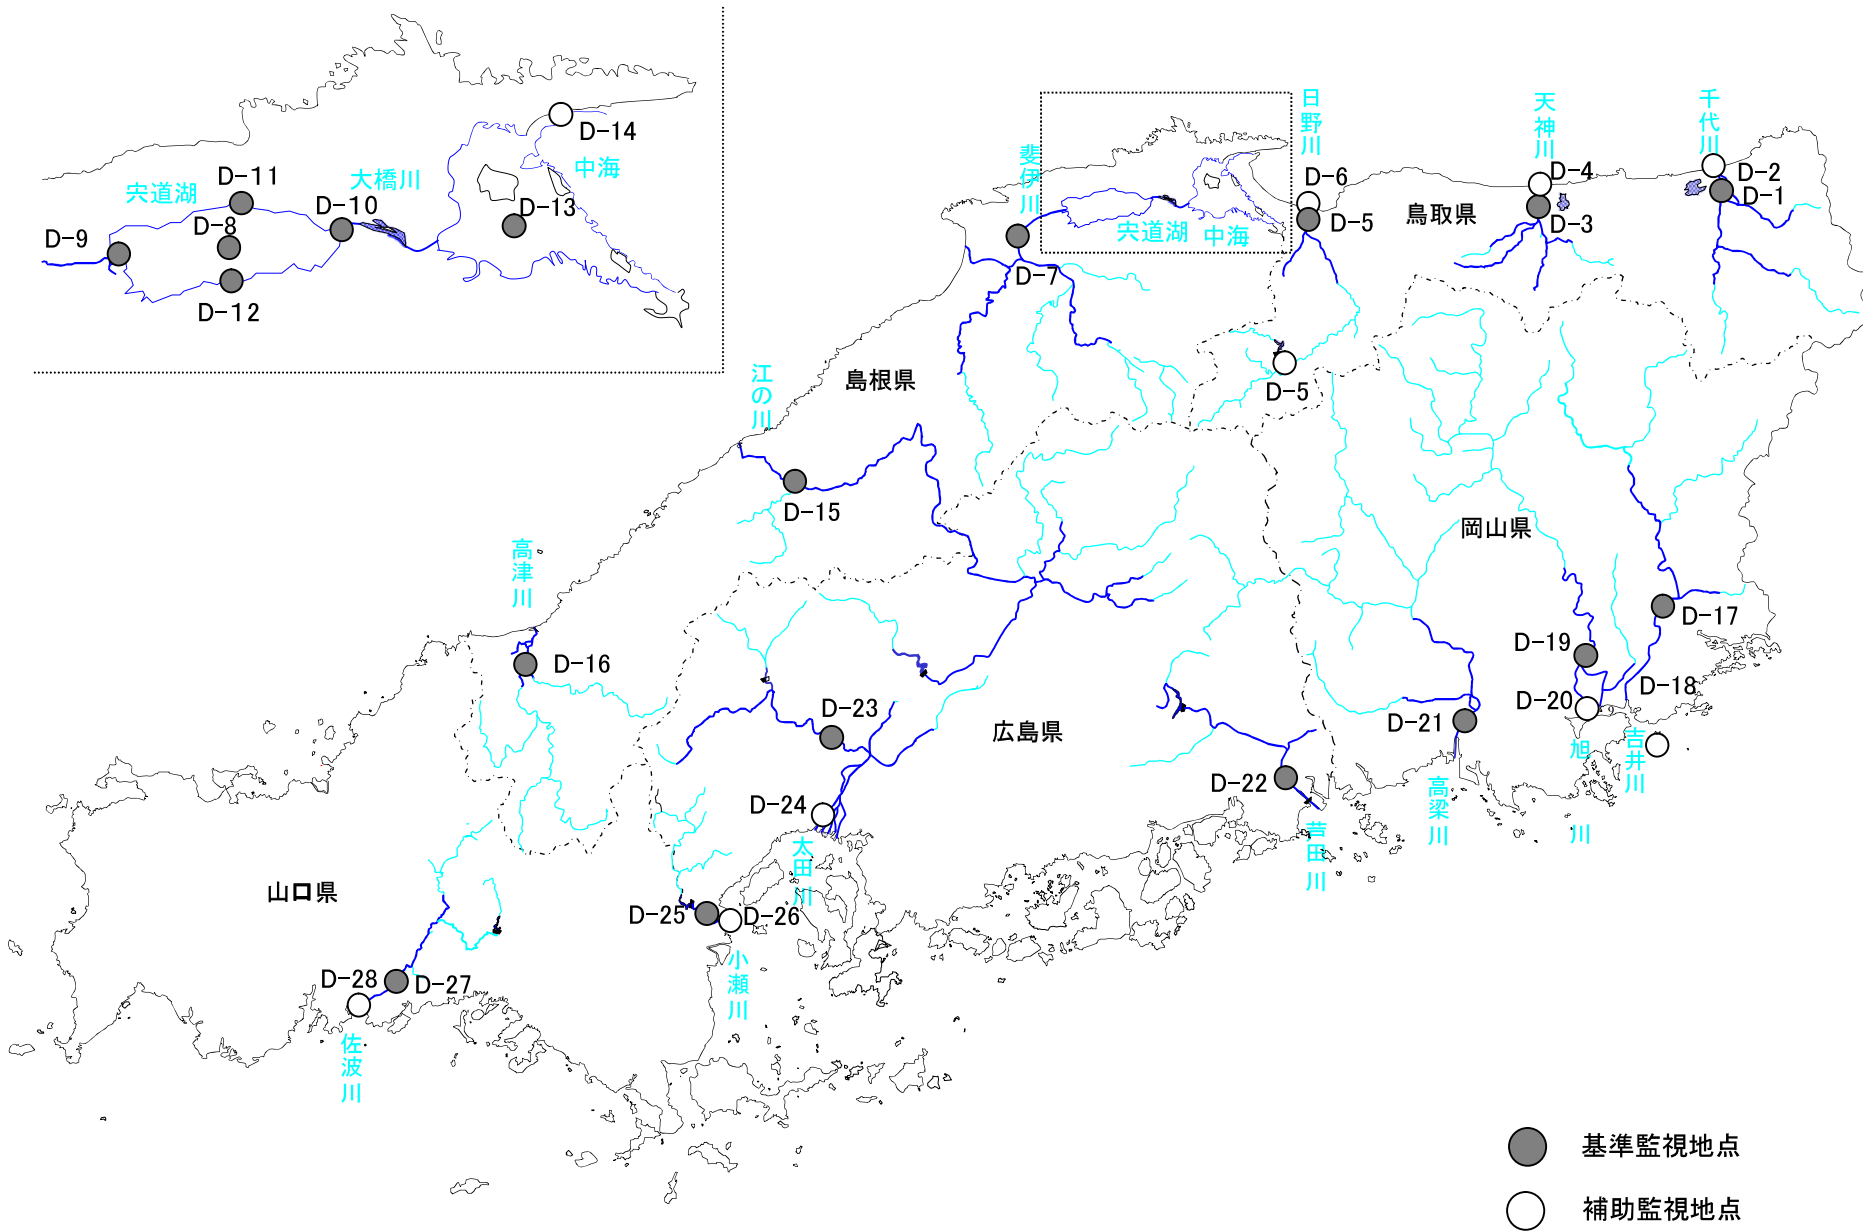 D-14
中海
D-11
宍道湖
大橋川
D-10
D-13
D-8
D-9
D-12
日野川
天神川
千代川
斐伊川
D-6
D-4
D-2
D-1
D-5
鳥取県
D-3
宍道湖
中海
D-7
島根県
D-5
江の川
D-15
岡山県
高津川
D-17
D-19
D-16
D-18
D-20
D-23
D-21
広島県
旭川
吉井川
D-22
高梁川
D-24
芦田川
太田川
山口県
D-25
D-26
小瀬川
D-28
D-27
佐波川
基準監視地点
補助監視地点